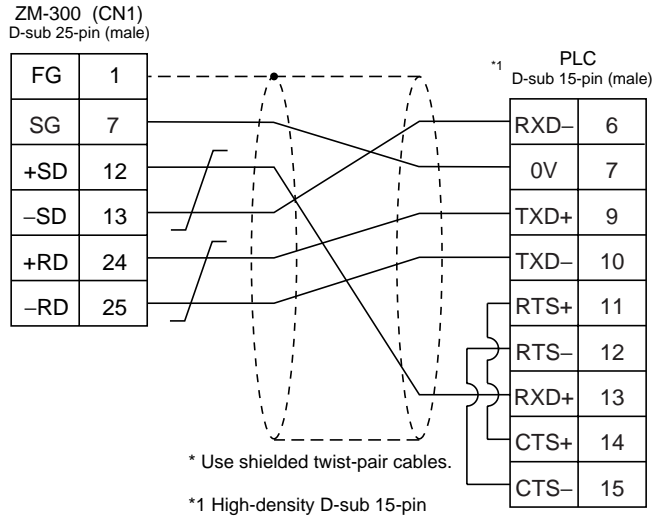 ZM-300 (CN1)
D-sub 25-pin (male)
FG 1
SG 7
+SD 12
−SD 13
+RD 24
−RD 25
*1 PLC
D-sub 15-pin (male)
RXD− 6
0V 7
TXD+ 9
TXD− 10
RTS+ 11
RTS− 12
RXD+ 13
CTS+ 14
CTS− 15
* Use shielded twist-pair cables.
*1 High-density D-sub 15-pin